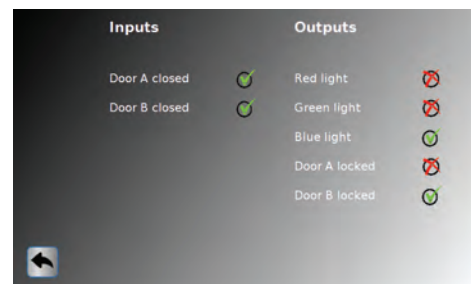 Inputs
Door A closed
Door B closed
Outputs
Red light
Green light
Blue light
Door A locked
Door B locked